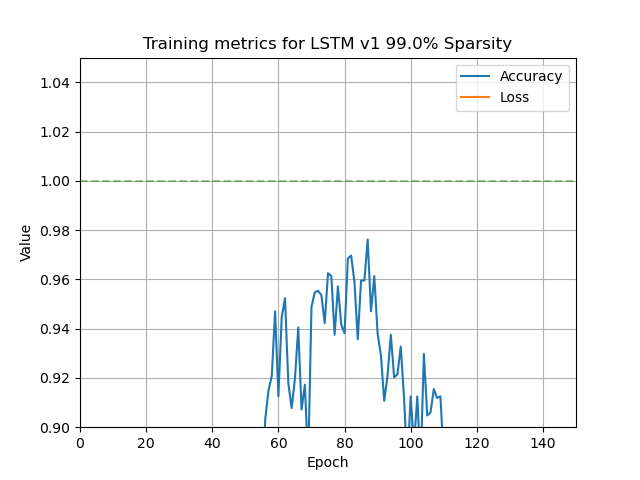 Training metrics for LSTM v1 99.0% Sparsity
Accuracy
Loss
1.04
1.02
1.00
0.98
0.96
0.94
0.92
0.90
Value
0 20 40 60 80 100 120 140
Epoch